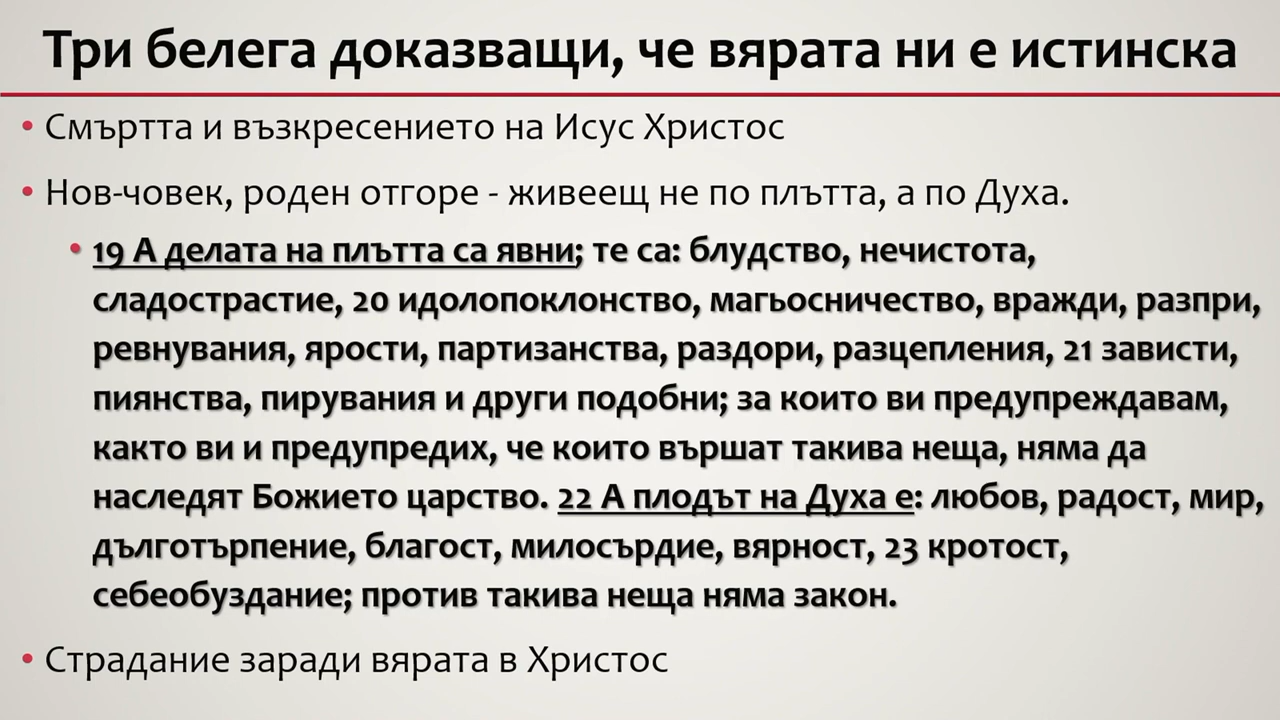 Три белега доказващи, че вярата ни е истинска
• Смъртта и възкресението на Исус Христос
• Нов-човек, роден отгоре - живеещ не по плътта, а по Духа.
• 19 А делата на плътта са явни; те са: блудство, нечистота,
сладострастие, 20 идолопоклонство, магьосничество, вражди, разпри,
ревнувания, ярости, партизанства, раздори, разцепления, 21 зависти,
пиянства, пирувания и други подобни; за които ви предупреждавам,
както ви и предупредих, че които вършат такива неща, няма да
наследят Божието царство. 22 А плодът на Духа е: любов, радост, мир,
дълготърпение, благост, милосърдие, вярност, 23 кротост,
себеобуздание; против такива неща няма закон.
• Страдание заради вярата в Христос